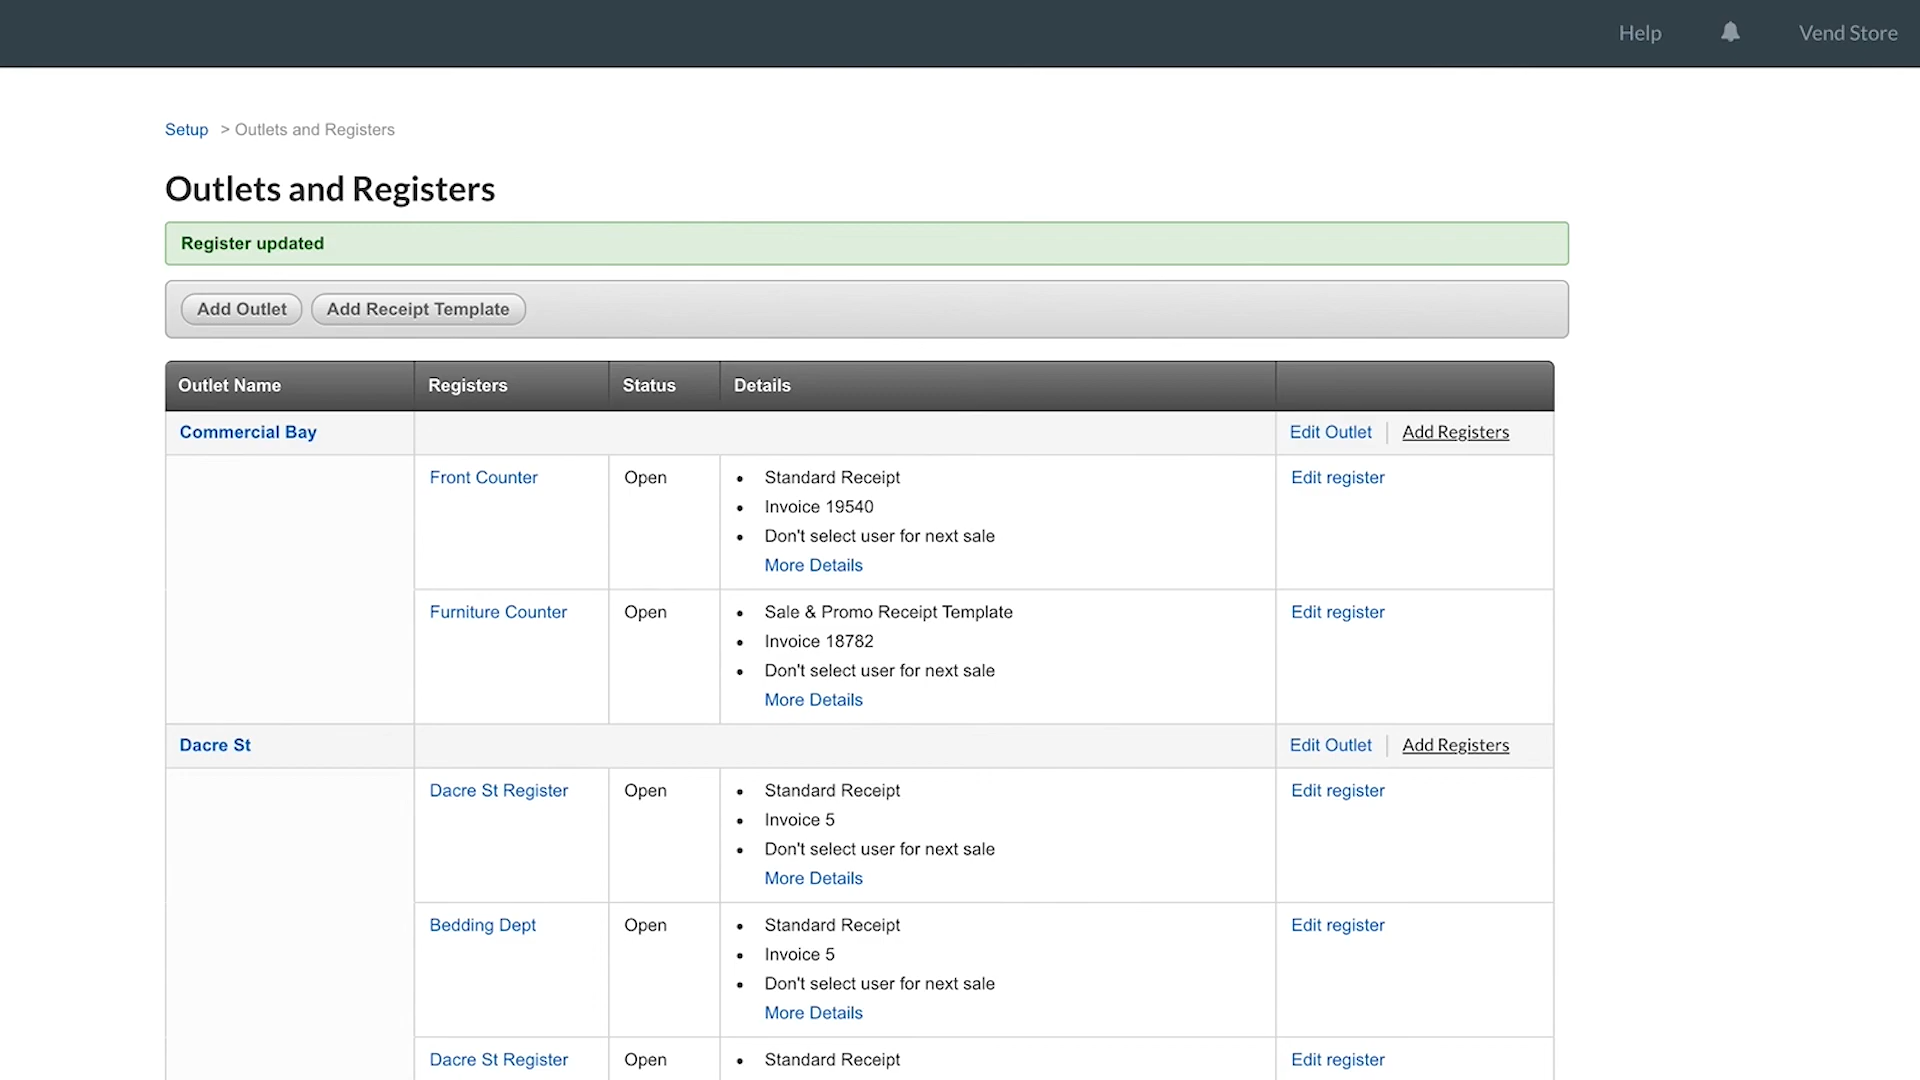 Help Vend Store
Setup > Outlets and Registers
Outlets and Registers
Register updated
Add Outlet Add Receipt Template
Outlet Name Registers Status Details
Commercial Bay Edit Outlet | Add Registers
Front Counter Open • Standard Receipt Edit register
• Invoice 19540
• Don't select user for next sale
More Details
Furniture Counter Open • Sale & Promo Receipt Template Edit register
• Invoice 18782
• Don't select user for next sale
More Details
Dacre St Edit Outlet | Add Registers
Dacre St Register Open • Standard Receipt Edit register
• Invoice 5
• Don't select user for next sale
More Details
Bedding Dept Open • Standard Receipt Edit register
• Invoice 5
• Don't select user for next sale
More Details
Dacre St Register Open • Standard Receipt Edit register